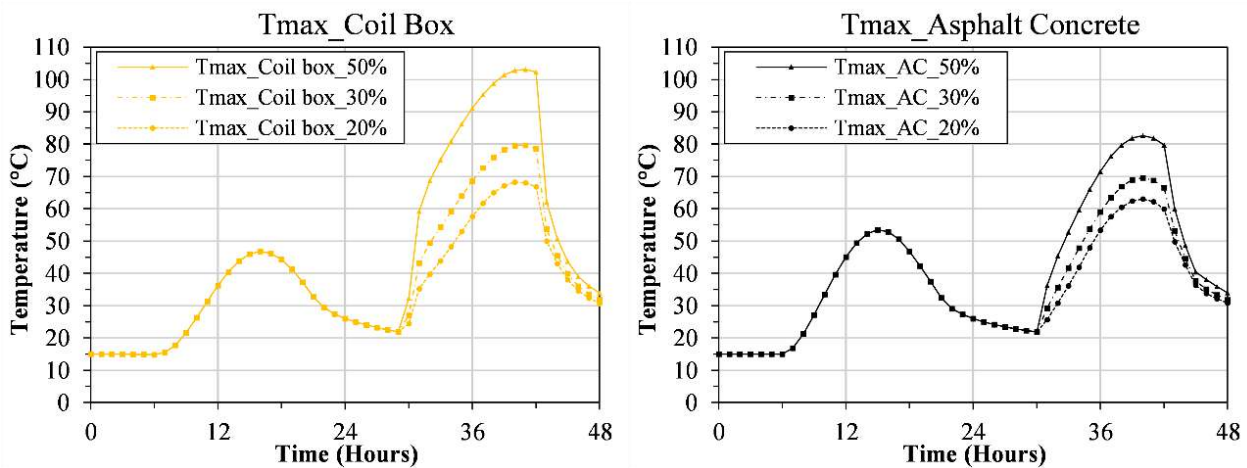 Tmax_Coil Box
110
100
90
80
70
60
50
40
30
20
10
0
Temperature (°C)
Tmax_Coil box_50%
Tmax_Coil box_30%
Tmax_Coil box_20%
0 12 24 36 48
Time (Hours)
Tmax_Asphalt Concrete
110
100
90
80
70
60
50
40
30
20
10
0
Temperature (°C)
Tmax_AC_50%
Tmax_AC_30%
Tmax_AC_20%
0 12 24 36 48
Time (Hours)